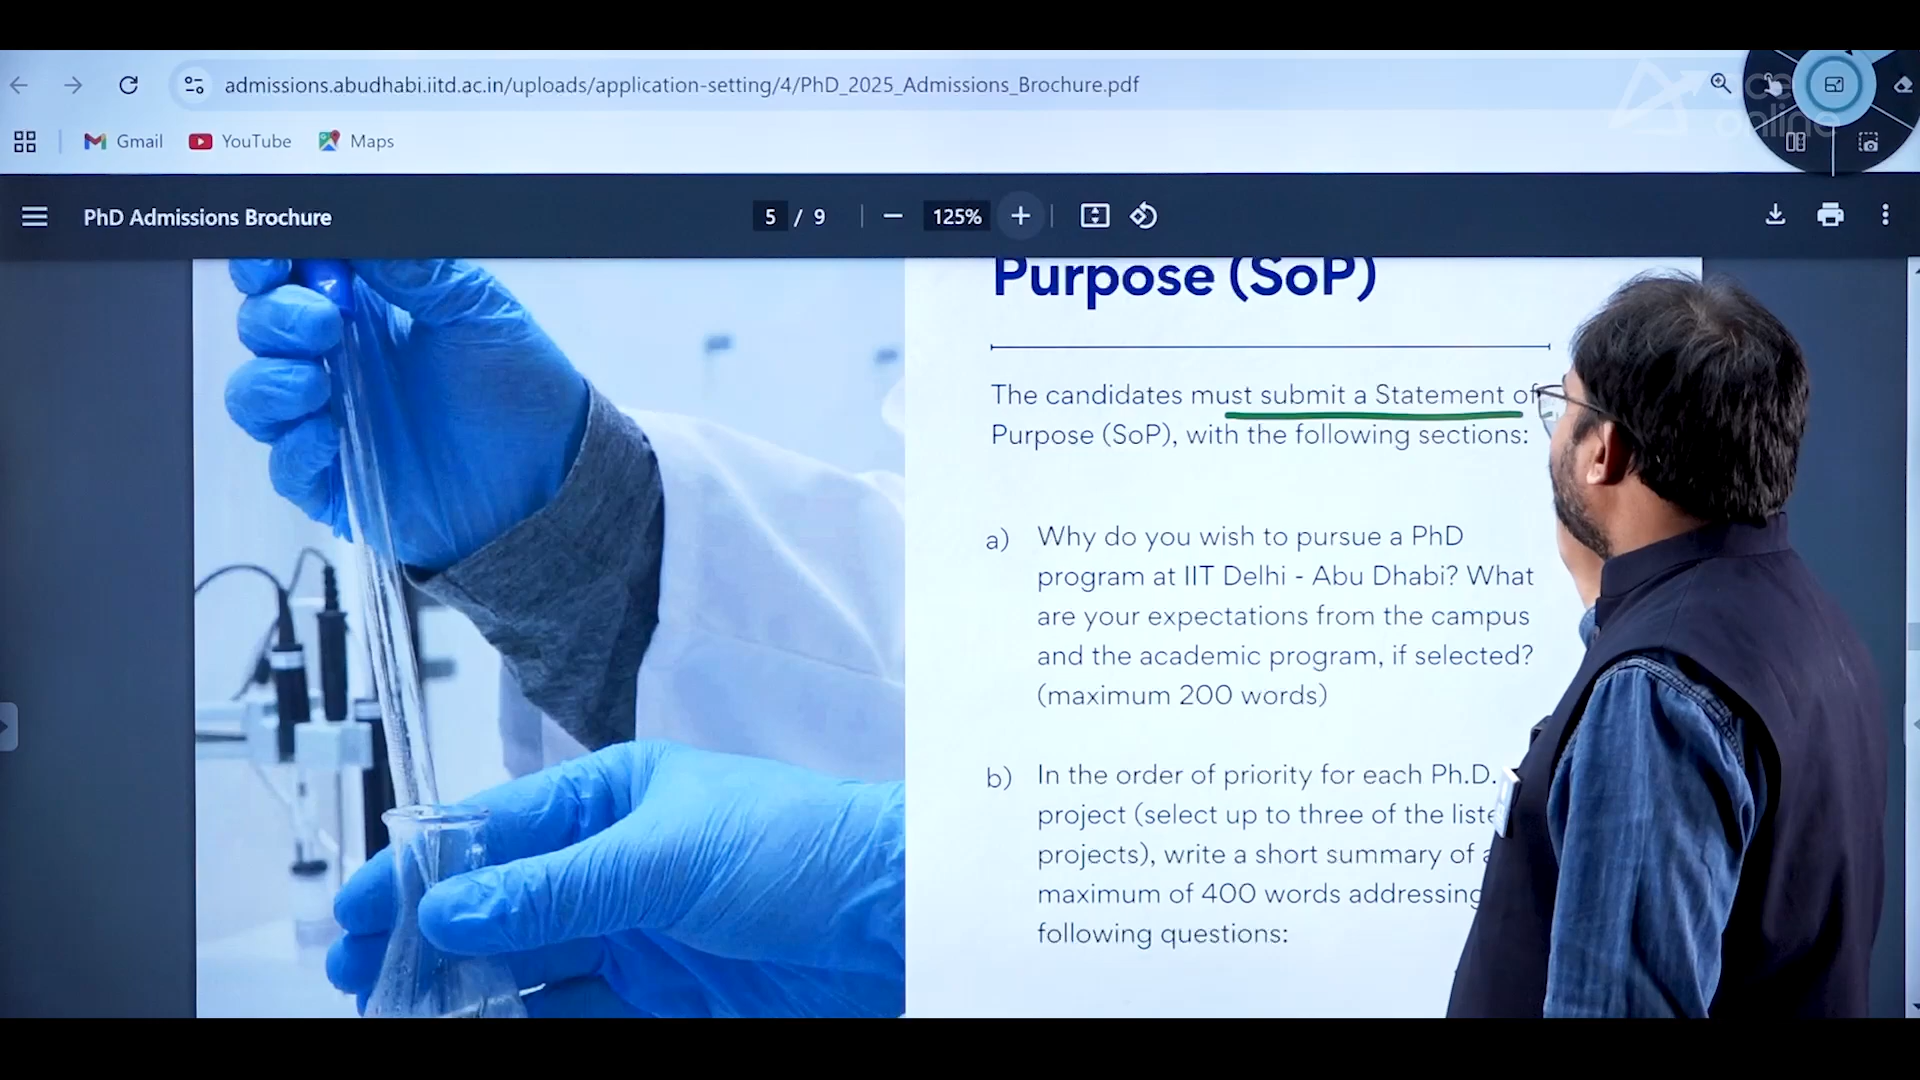 admissions.abudhabi.iitd.ac.in/uploads/application-setting/4/PhD_2025_Admissions_Brochure.pdf
Gmail YouTube Maps
ace
online
PhD Admissions Brochure 5 / 9 125%
Purpose (SoP)
The candidates must submit a Statement of
Purpose (SoP), with the following sections:
a) Why do you wish to pursue a PhD
program at IIT Delhi - Abu Dhabi? What
are your expectations from the campus
and the academic program, if selected?
(maximum 200 words)
b) In the order of priority for each Ph.D.
project (select up to three of the liste
projects), write a short summary of a
maximum of 400 words addressing
following questions: